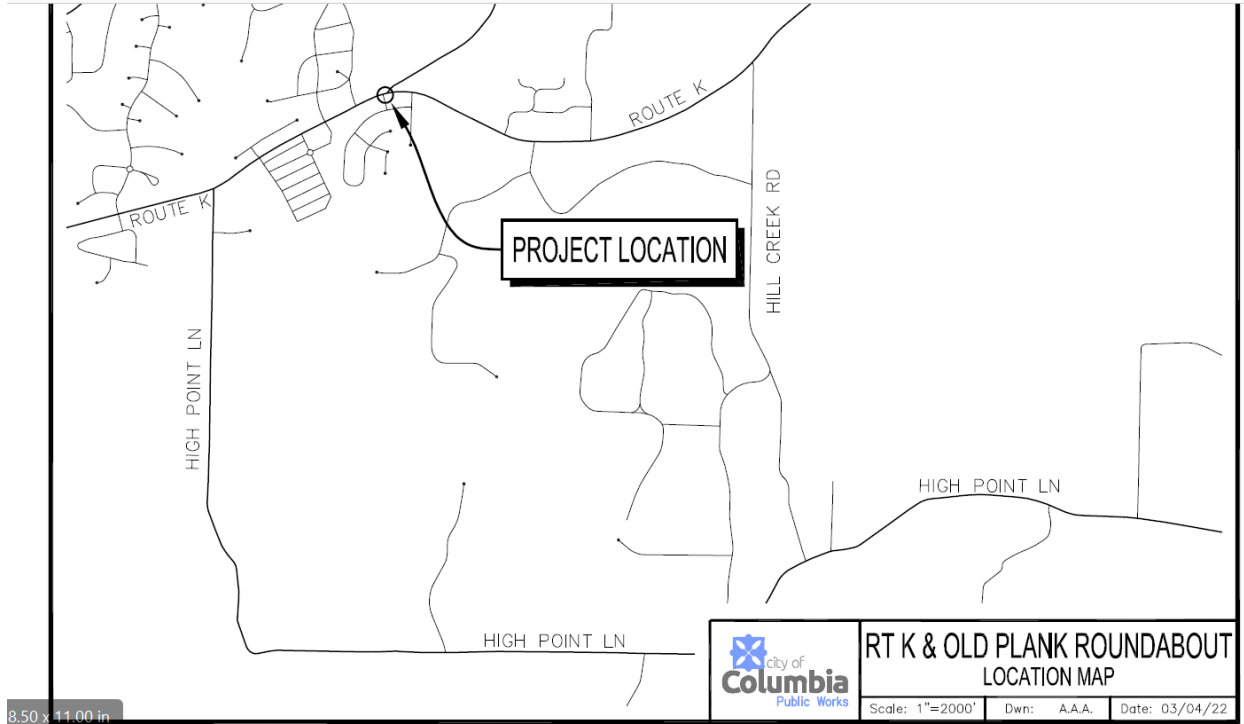 ROUTE K
ROUTE K
PROJECT LOCATION
HILL CREEK RD
HIGH POINT LN
HIGH POINT LN
HIGH POINT LN
city of
Columbia
Public Works
RT K & OLD PLANK ROUNDABOUT
LOCATION MAP
Scale: 1"=2000'
Dwn: A.A.A.
Date: 03/04/22
8.50 x 11.00 in